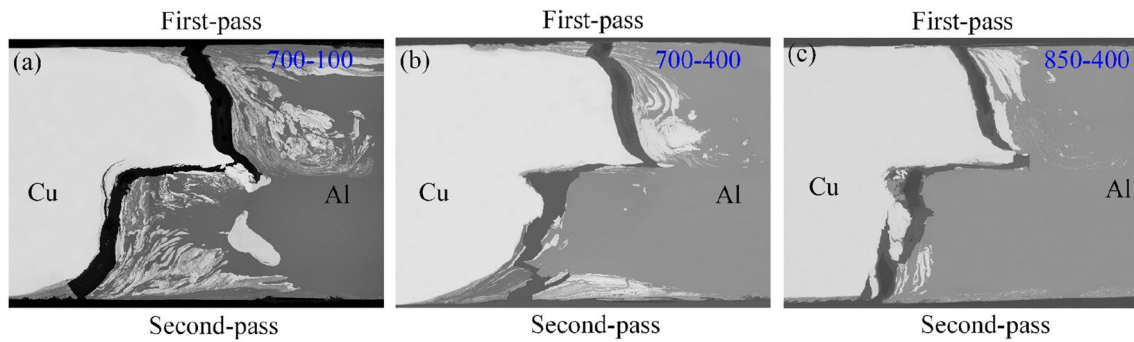 First-pass
(a)
700-100
Cu
Al
Second-pass
First-pass
(b)
700-400
Cu
Al
Second-pass
First-pass
(c)
850-400
Cu
Al
Second-pass